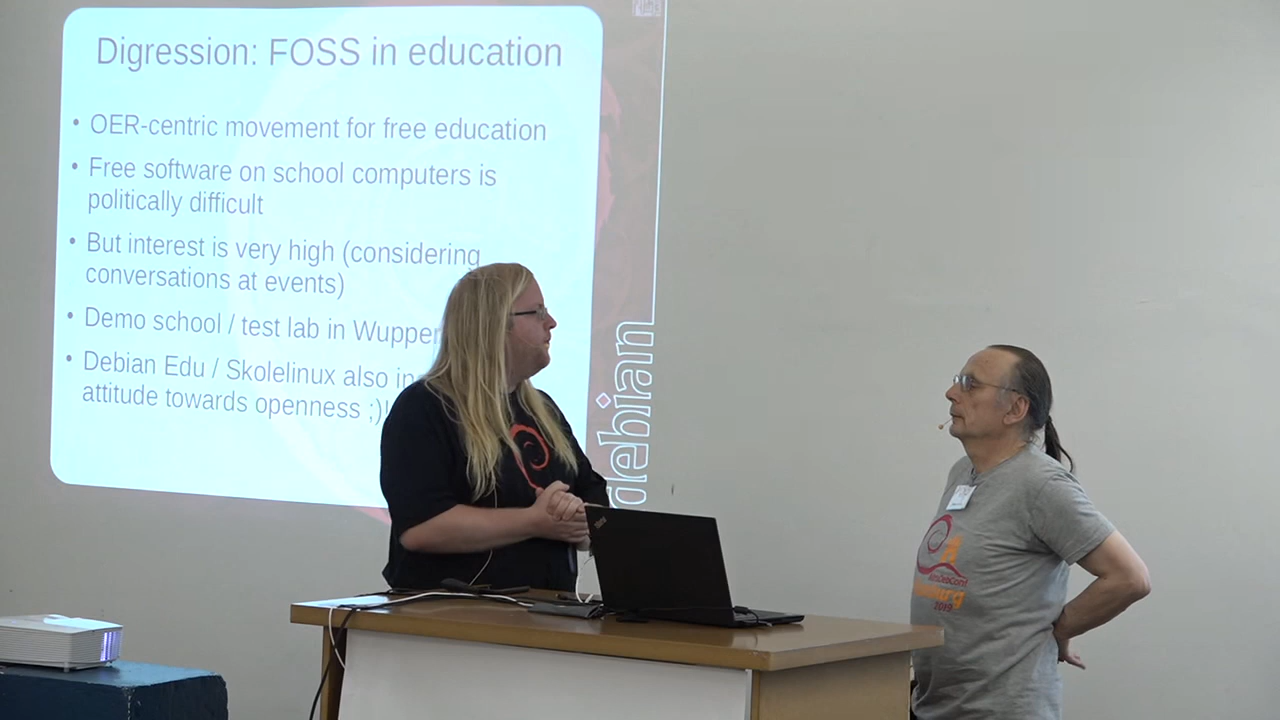 Digression: FOSS in education
• OER-centric movement for free education
• Free software on school computers is
politically difficult
• But interest is very high (considering
conversations at events)
• Demo school / test lab in Wupper
• Debian Edu / Skolelinux also in
attitude towards openness ;)!
debian
MiniDebConf
2019